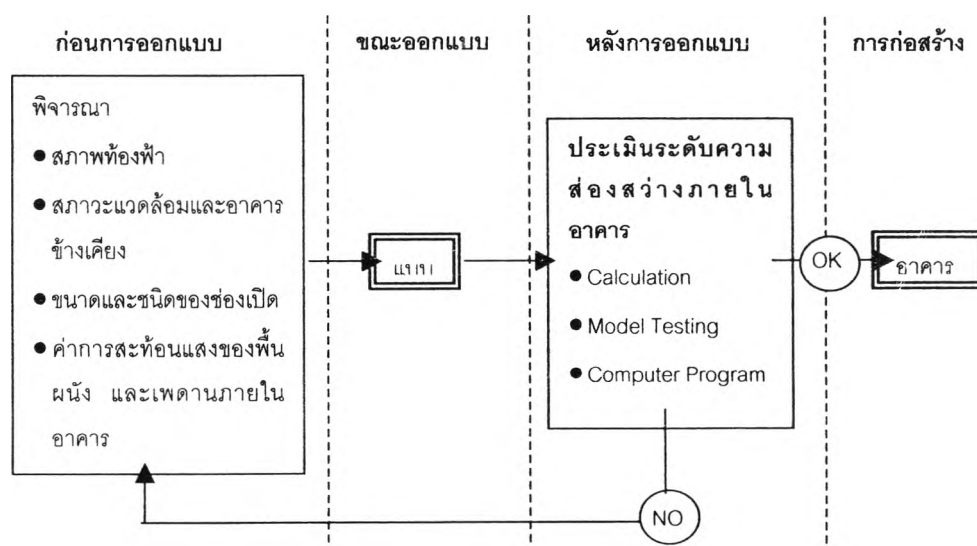 ก่อนการออกแบบ
ขณะออกแบบ
หลังการออกแบบ
การก่อสร้าง
พิจารณา
● สภาพท้องฟ้า
● สภาวะแวดล้อมและอาคาร
ข้างเคียง
● ขนาดและชนิดของช่องเปิด
● ค่าการสะท้อนแสงของพื้น
ผนัง และเพดานภายใน
อาคาร
แบบ
ประเมินระดับความ
ส่องสว่างภายใน
อาคาร
● Calculation
● Model Testing
● Computer Program
OK
อาคาร
NO